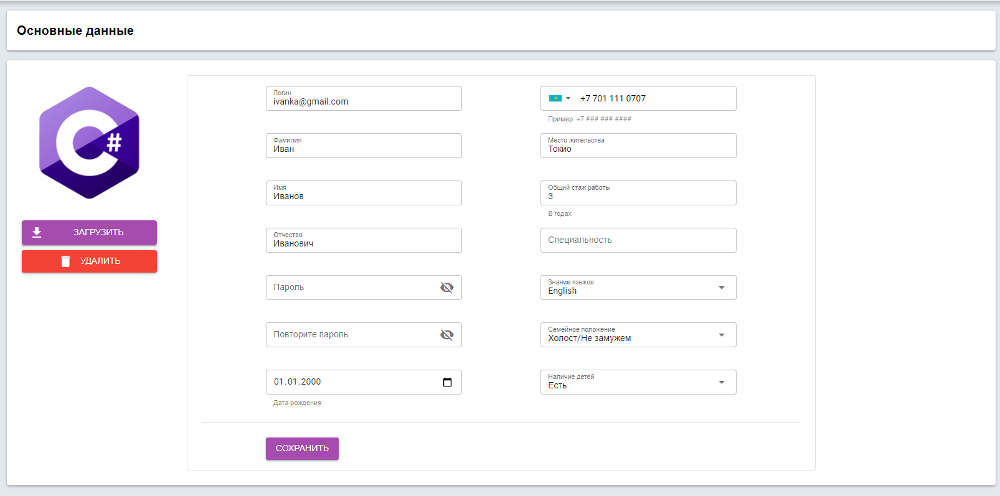 Основные данные
C#
ЗАГРУЗИТЬ
УДАЛИТЬ
Логин
ivanka@gmail.com
Фамилия
Иван
Имя
Иванов
Отчество
Иванович
Пароль
Повторите пароль
01.01.2000
Дата рождения
+7 701 111 0707
Пример: +7 ### ### ####
Место жительства
Токио
Общий стаж работы
3
В годах
Специальность
Знание языков
English
Семейное положение
Холост/Не замужем
Наличие детей
Есть
СОХРАНИТЬ